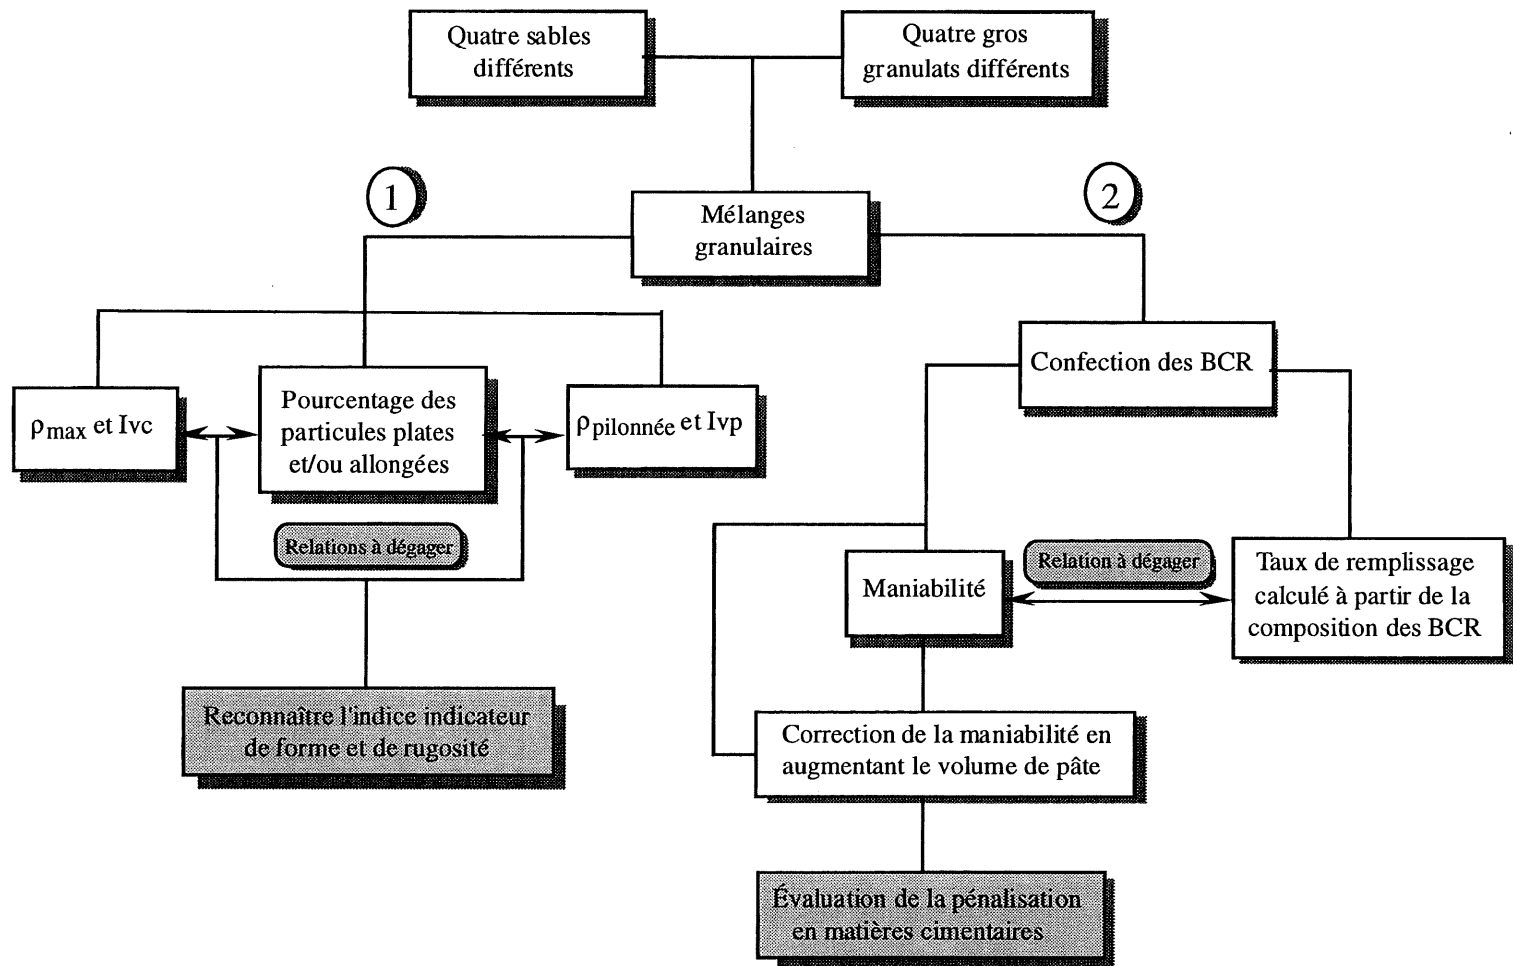 Quatre sables
différents
Quatre gros
granulats différents
1
2
Mélanges
granulaires
Confection des BCR
ρmax et Ivc
Pourcentage des
particules plates
et/ou allongées
ρpilonnée et Ivp
Relations à dégager
Maniabilité
Relation à dégager
Taux de remplissage
calculé à partir de la
composition des BCR
Reconnaître l'indice indicateur
de forme et de rugosité
Correction de la maniabilité en
augmentant le volume de pâte
Évaluation de la pénalisation
en matières cimentaires